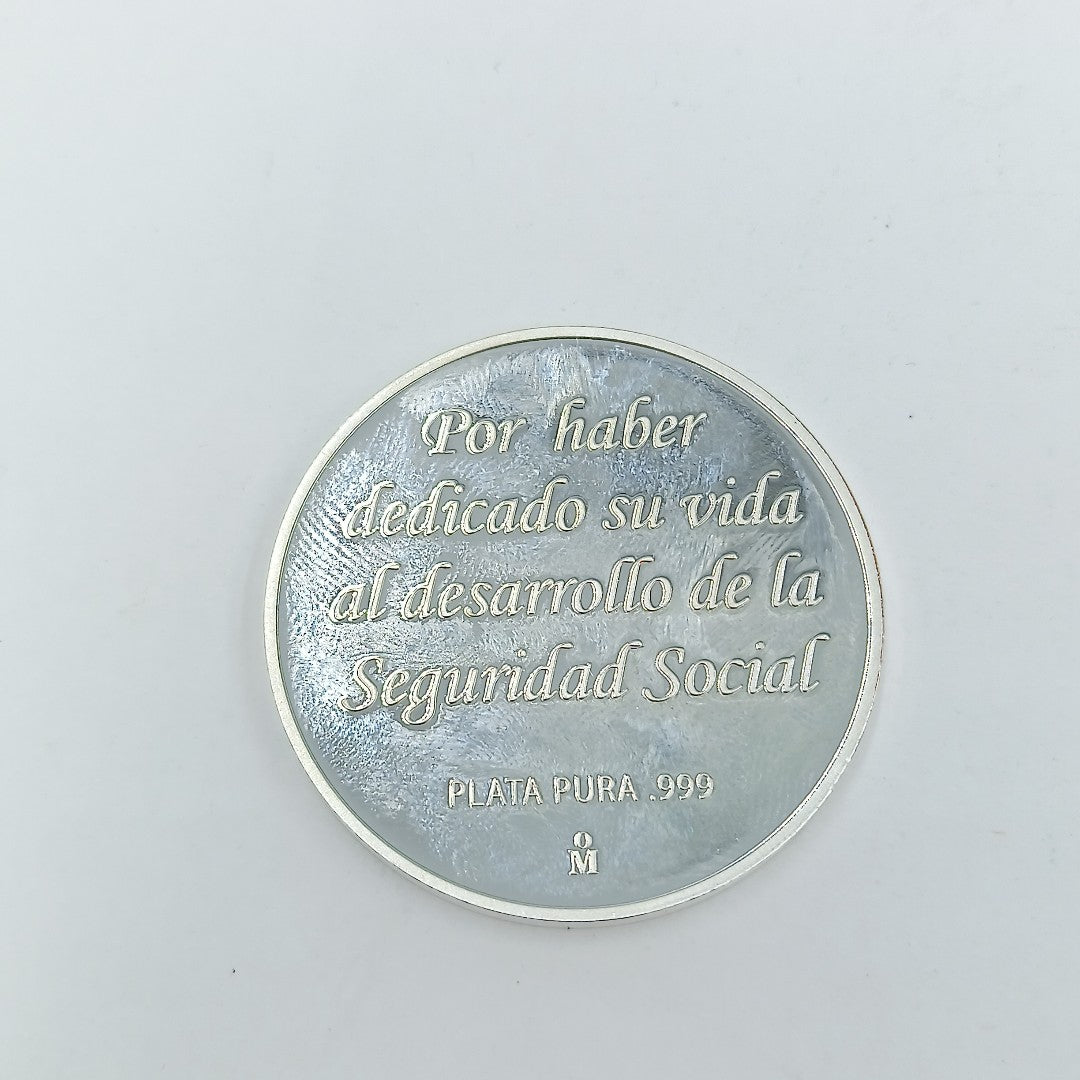 Por haber
dedicado su vida
al desarrollo de la
Seguridad Social
PLATA PURA .999
o
M